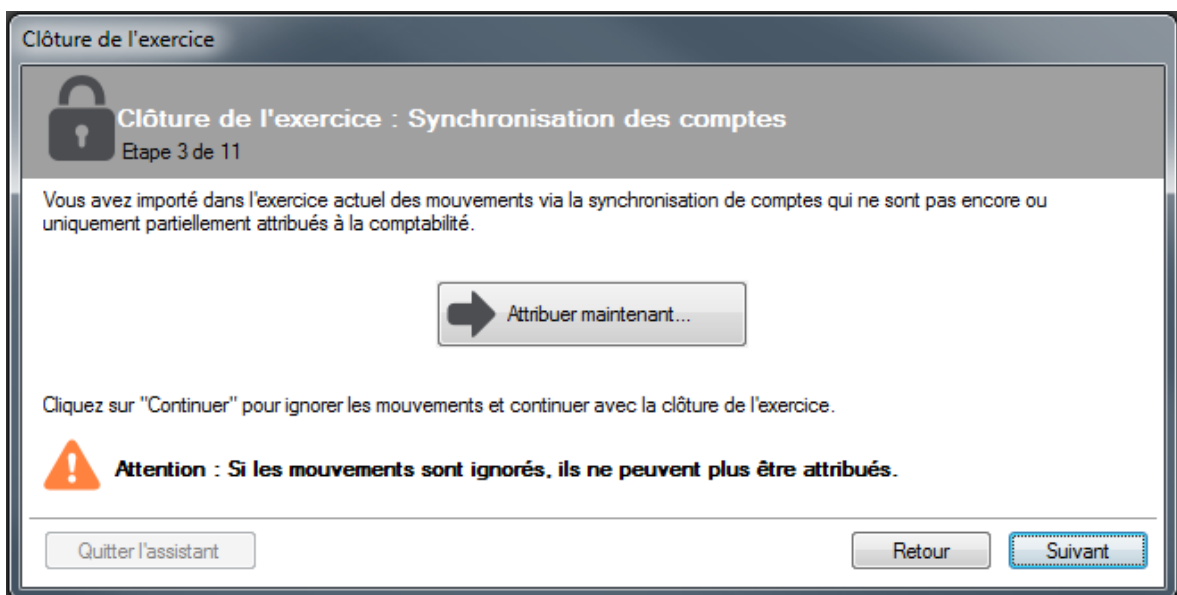 Clôture de l'exercice
Clôture de l'exercice : Synchronisation des comptes
Etape 3 de 11
Vous avez importé dans l'exercice actuel des mouvements via la synchronisation de comptes qui ne sont pas encore ou
uniquement partiellement attribués à la comptabilité.
Attribuer maintenant...
Cliquez sur "Continuer" pour ignorer les mouvements et continuer avec la clôture de l'exercice.
Attention : Si les mouvements sont ignorés, ils ne peuvent plus être attribués.
Quitter l'assistant
Retour
Suivant